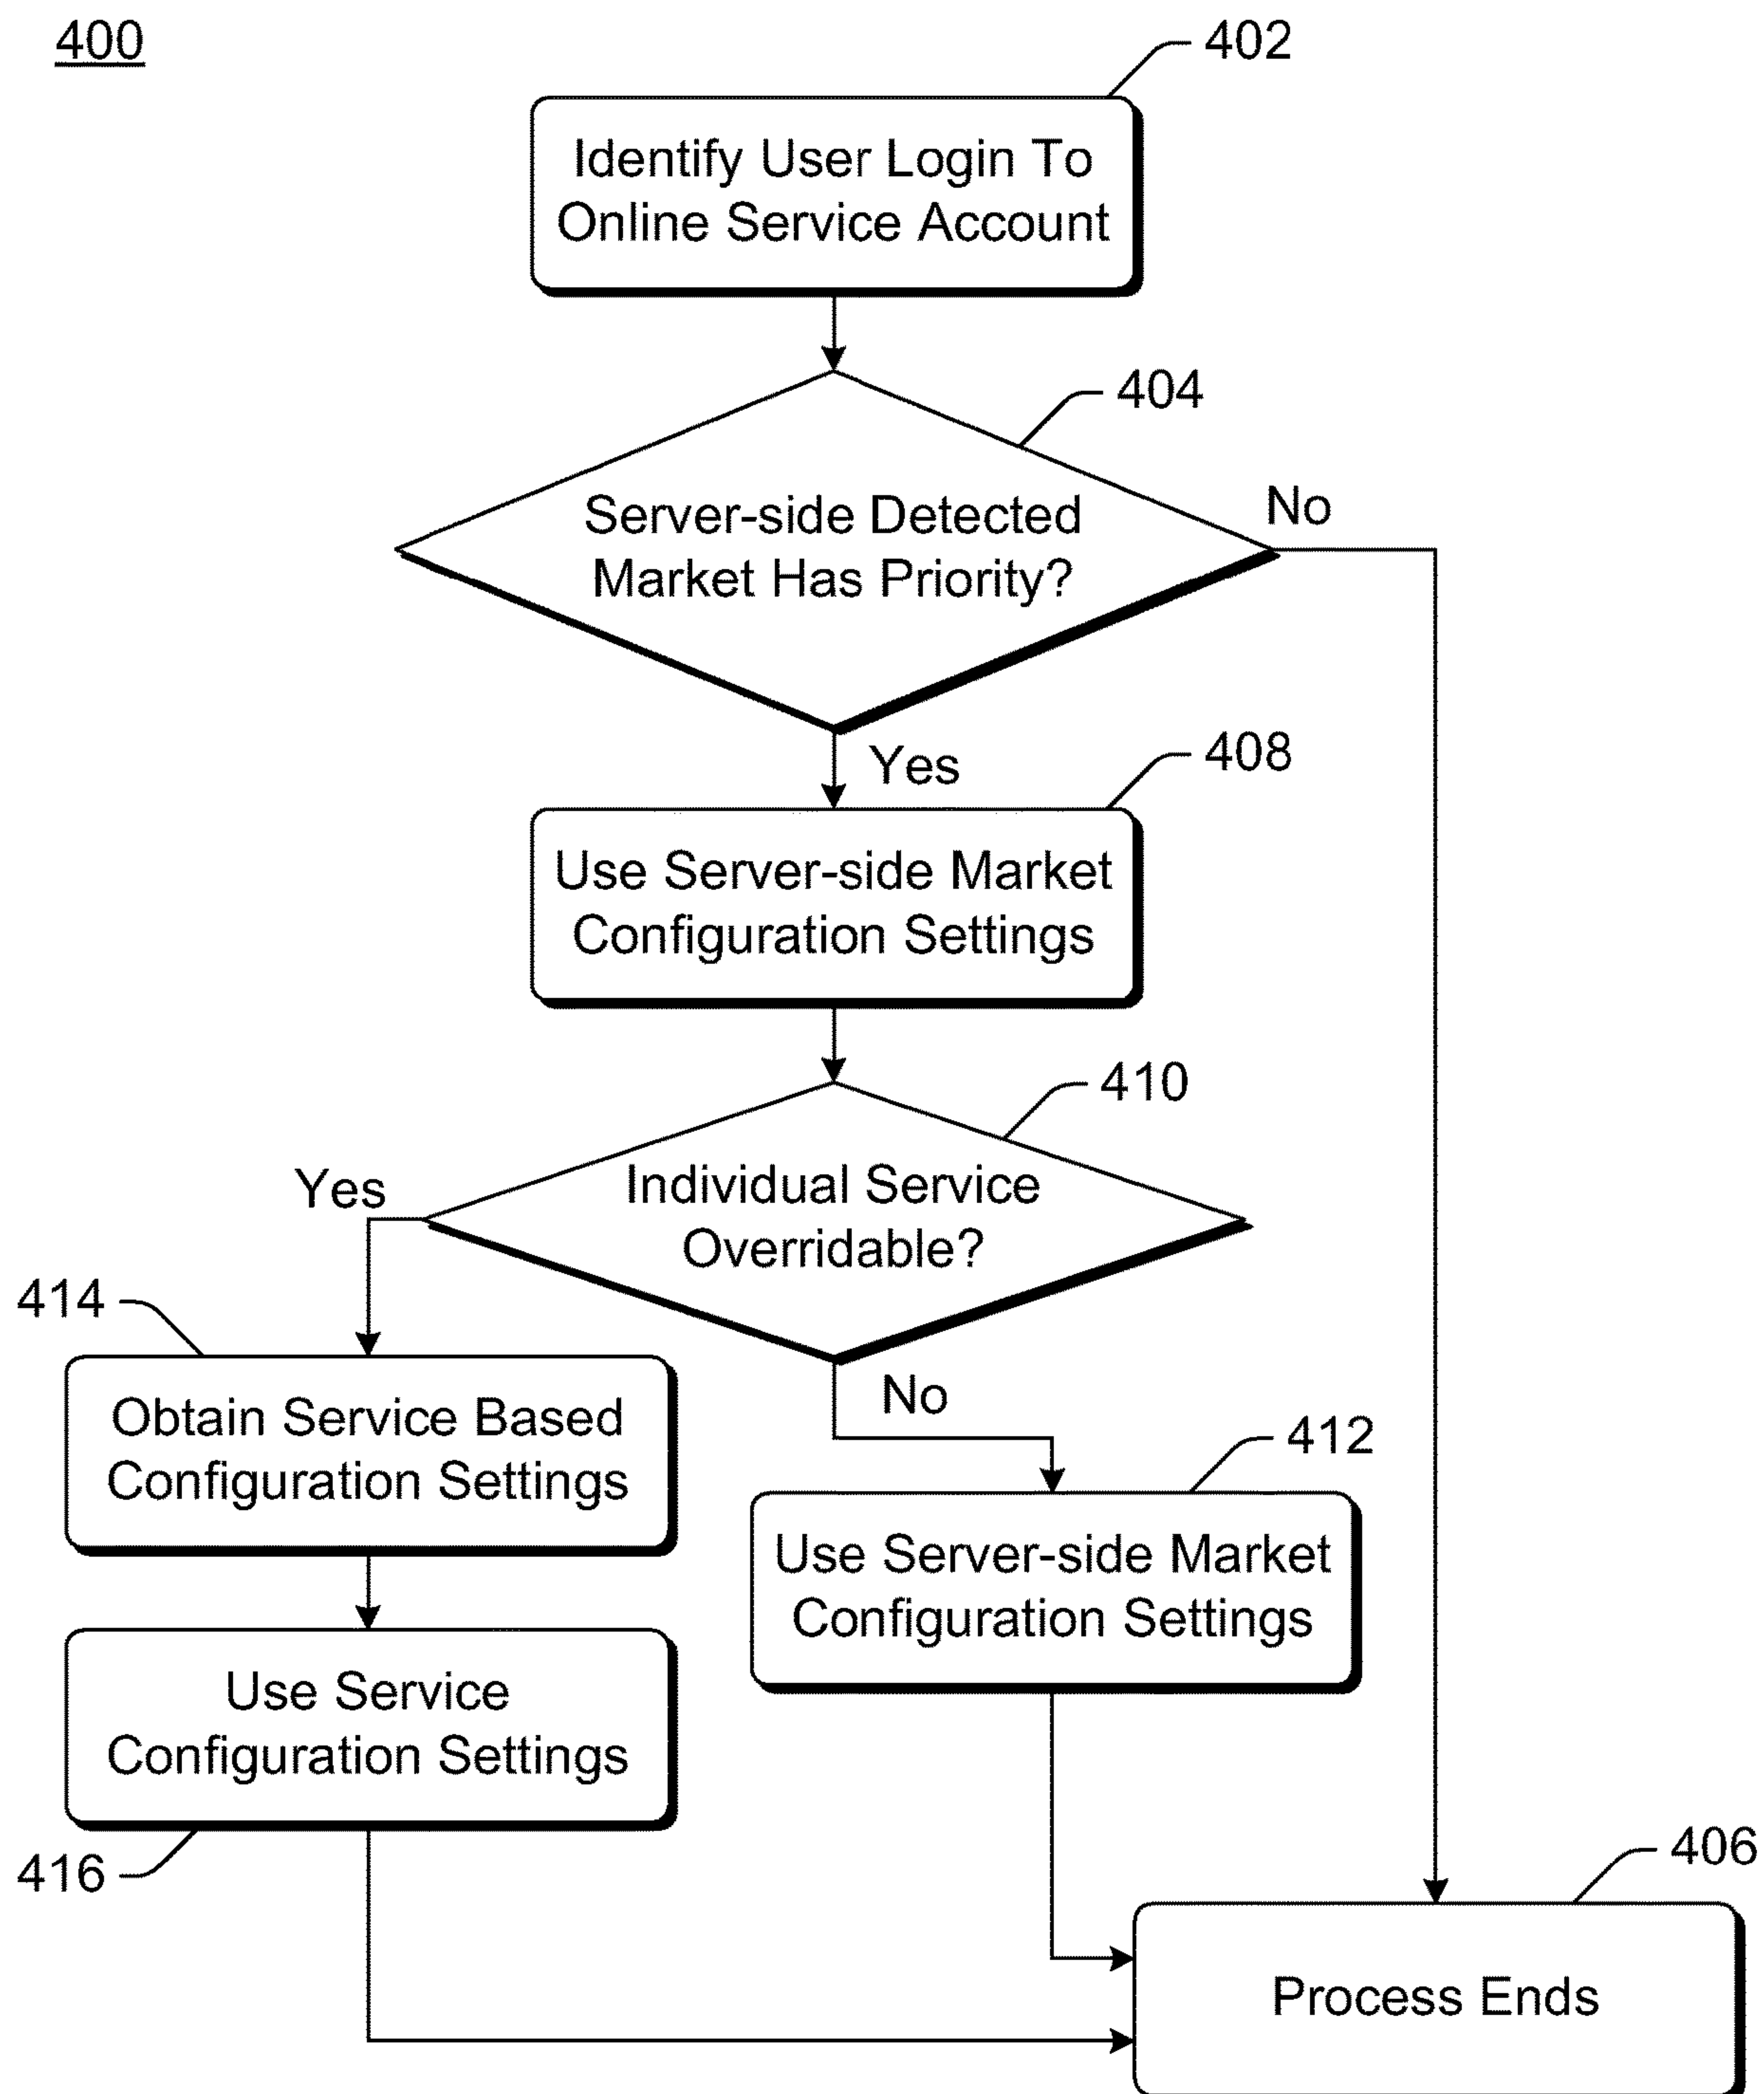 400
402
Identify User Login To
Online Service Account
404
Server-side Detected
Market Has Priority?
No
Yes
408
Use Server-side Market
Configuration Settings
410
Individual Service
Overridable?
Yes
No
414
Obtain Service Based
Configuration Settings
412
Use Server-side Market
Configuration Settings
Use Service
Configuration Settings
416
406
Process Ends